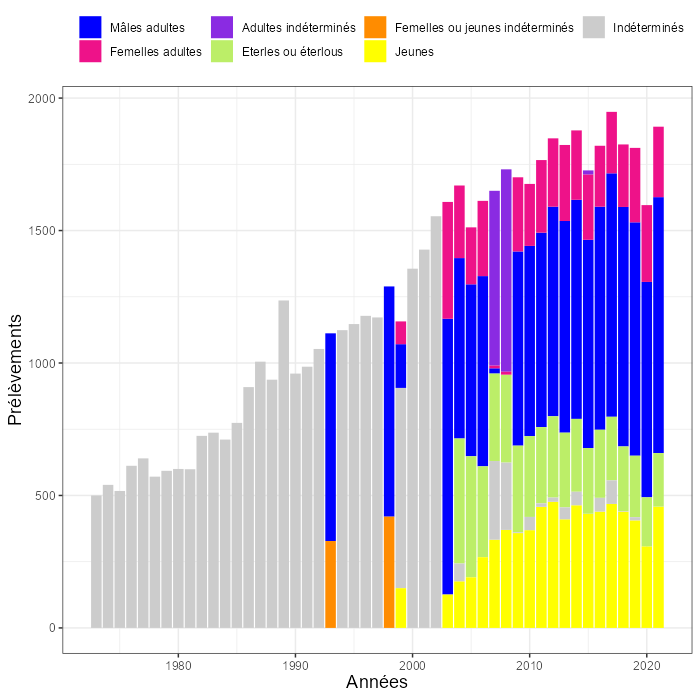 Mâles adultes
Adultes indéterminés
Femelles ou jeunes indéterminés
Indéterminés
Femelles adultes
Eterles ou éterlous
Jeunes
2000
1500
1000
500
0
Prélèvements
1980
1990
2000
2010
2020
Années